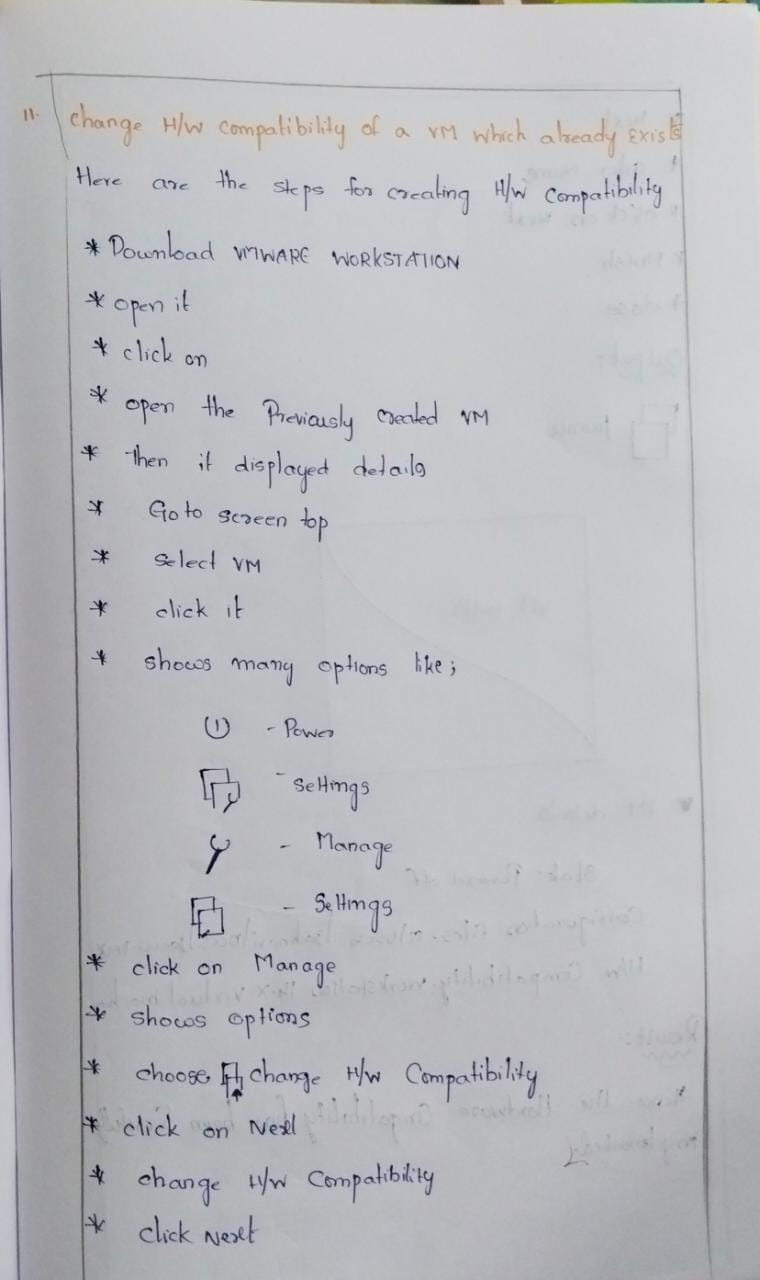 11. Change H/W Compatibility of a VM which already Exists
Here are the steps for creating H/W Compatibility
* Download VMWARE WORKSTATION
* open it
* click on
* open the Previously created VM
* Then it displayed details
* Go to screen top
* select VM
* click it
* shows many options like;
- Power
- Settings
- Manage
- Settings
* click on Manage
* shows options
* choose change H/W Compatibility
* click on Next
* change H/W Compatibility
* click Next